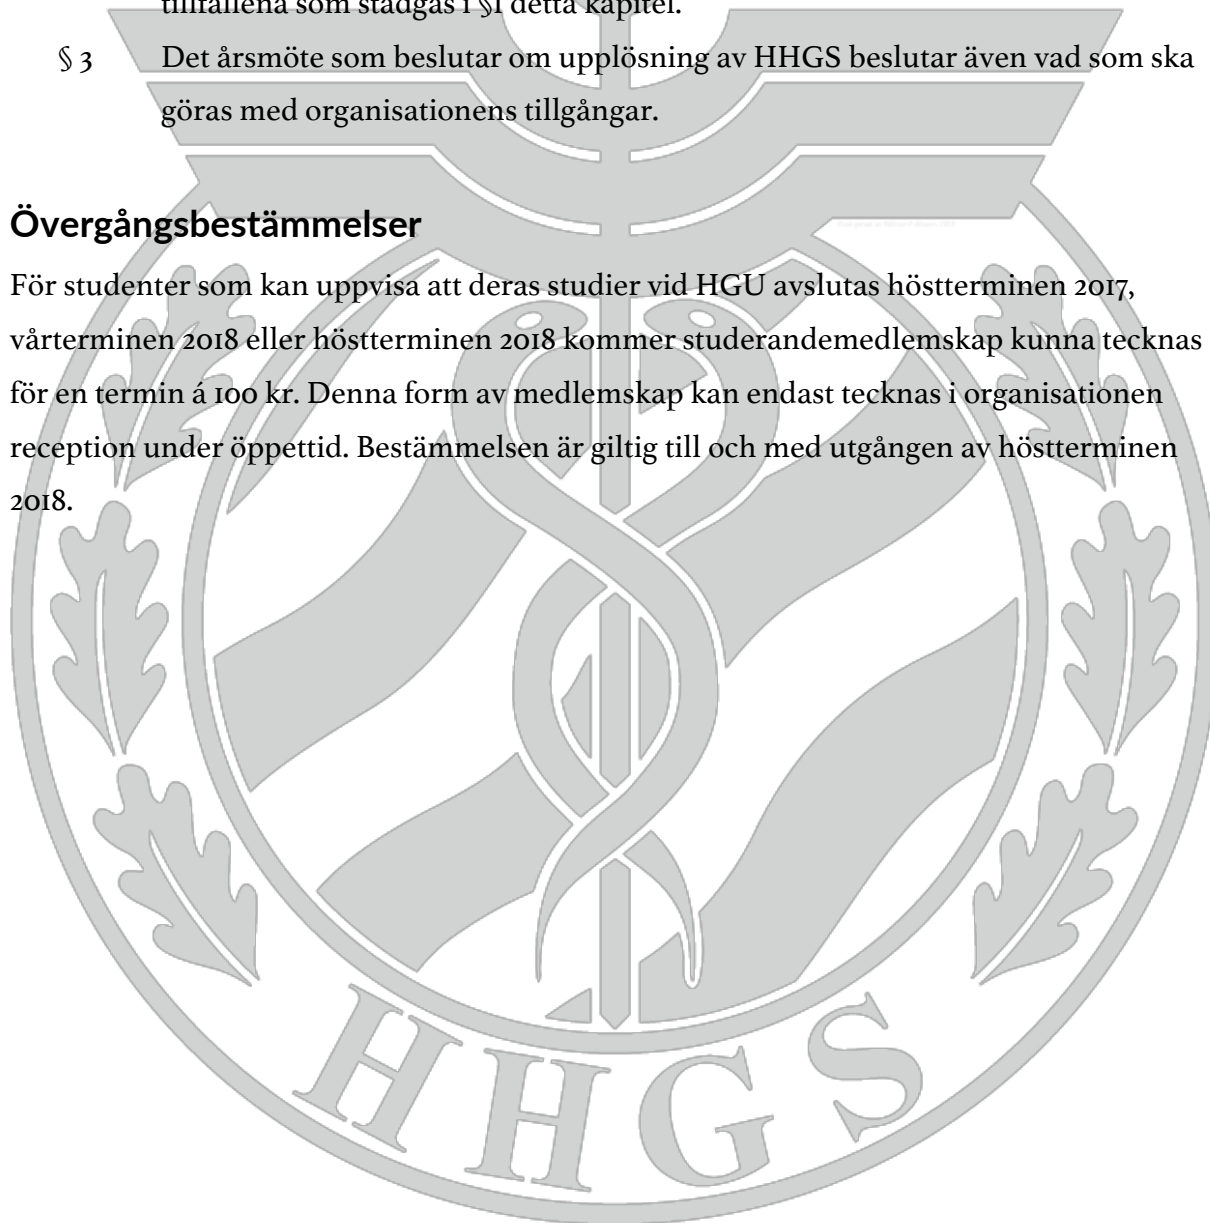 tillfällena som stadgas i §1 detta kapitel.
§ 3 Det årsmöte som beslutar om upplösning av HHGS beslutar även vad som ska
göras med organisationens tillgångar.
Övergångsbestämmelser
För studenter som kan uppvisa att deras studier vid HGU avslutas höstterminen 2017,
vårterminen 2018 eller höstterminen 2018 kommer studerandemedlemskap kunna tecknas
för en termin á 100 kr. Denna form av medlemskap kan endast tecknas i organisationen
reception under öppettid. Bestämmelsen är giltig till och med utgången av höstterminen
2018.
HHGS